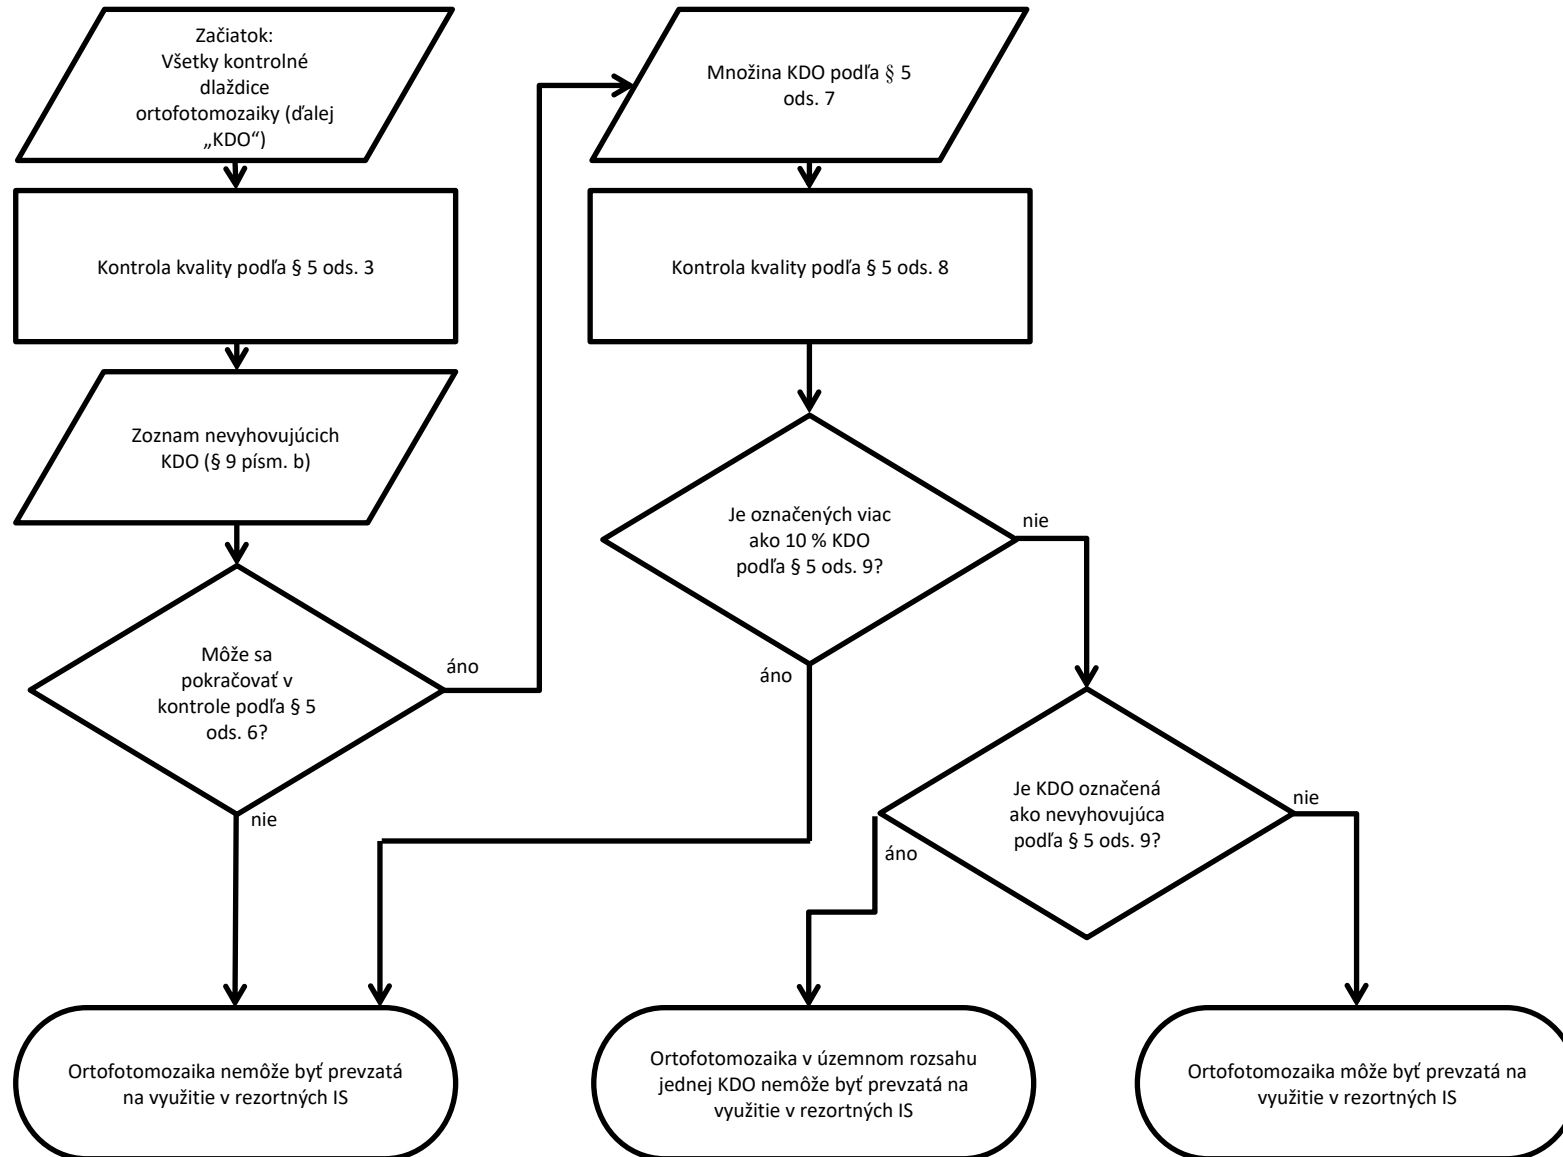 Začiatok:
Všetky kontrolné
dlaždice
ortofotomozaiky (ďalej
„KDO“)
Kontrola kvality podľa § 5 ods. 3
Zoznam nevyhovujúcich
KDO (§ 9 písm. b)
Môže sa
pokračovať v
kontrole podľa § 5
ods. 6?
áno
nie
Množina KDO podľa § 5
ods. 7
Kontrola kvality podľa § 5 ods. 8
Je označených viac
ako 10 % KDO
podľa § 5 ods. 9?
nie
áno
Je KDO označená
ako nevyhovujúca
podľa § 5 ods. 9?
nie
áno
Ortofotomozaika nemôže byť prevzatá
na využitie v rezortných IS
Ortofotomozaika v územnom rozsahu
jednej KDO nemôže byť prevzatá na
využitie v rezortných IS
Ortofotomozaika môže byť prevzatá na
využitie v rezortných IS